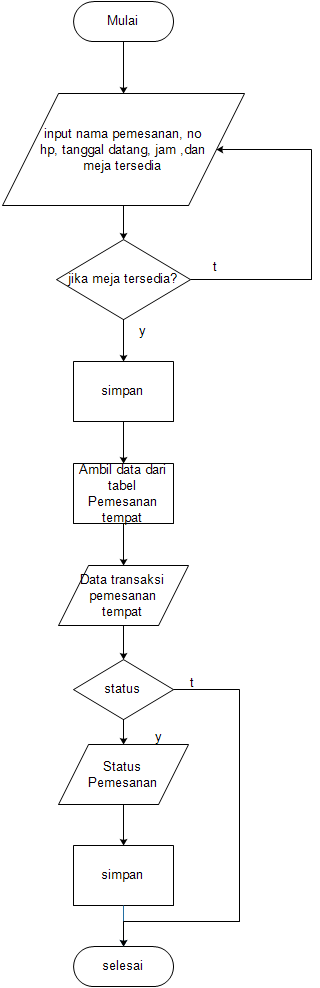 Mulai
input nama pemesanan, no
hp, tanggal datang, jam ,dan
meja tersedia
jika meja tersedia?
t
y
simpan
Ambil data dari
tabel
Pemesanan
tempat
Data transaksi
pemesanan
tempat
status
t
y
Status
Pemesanan
simpan
selesai